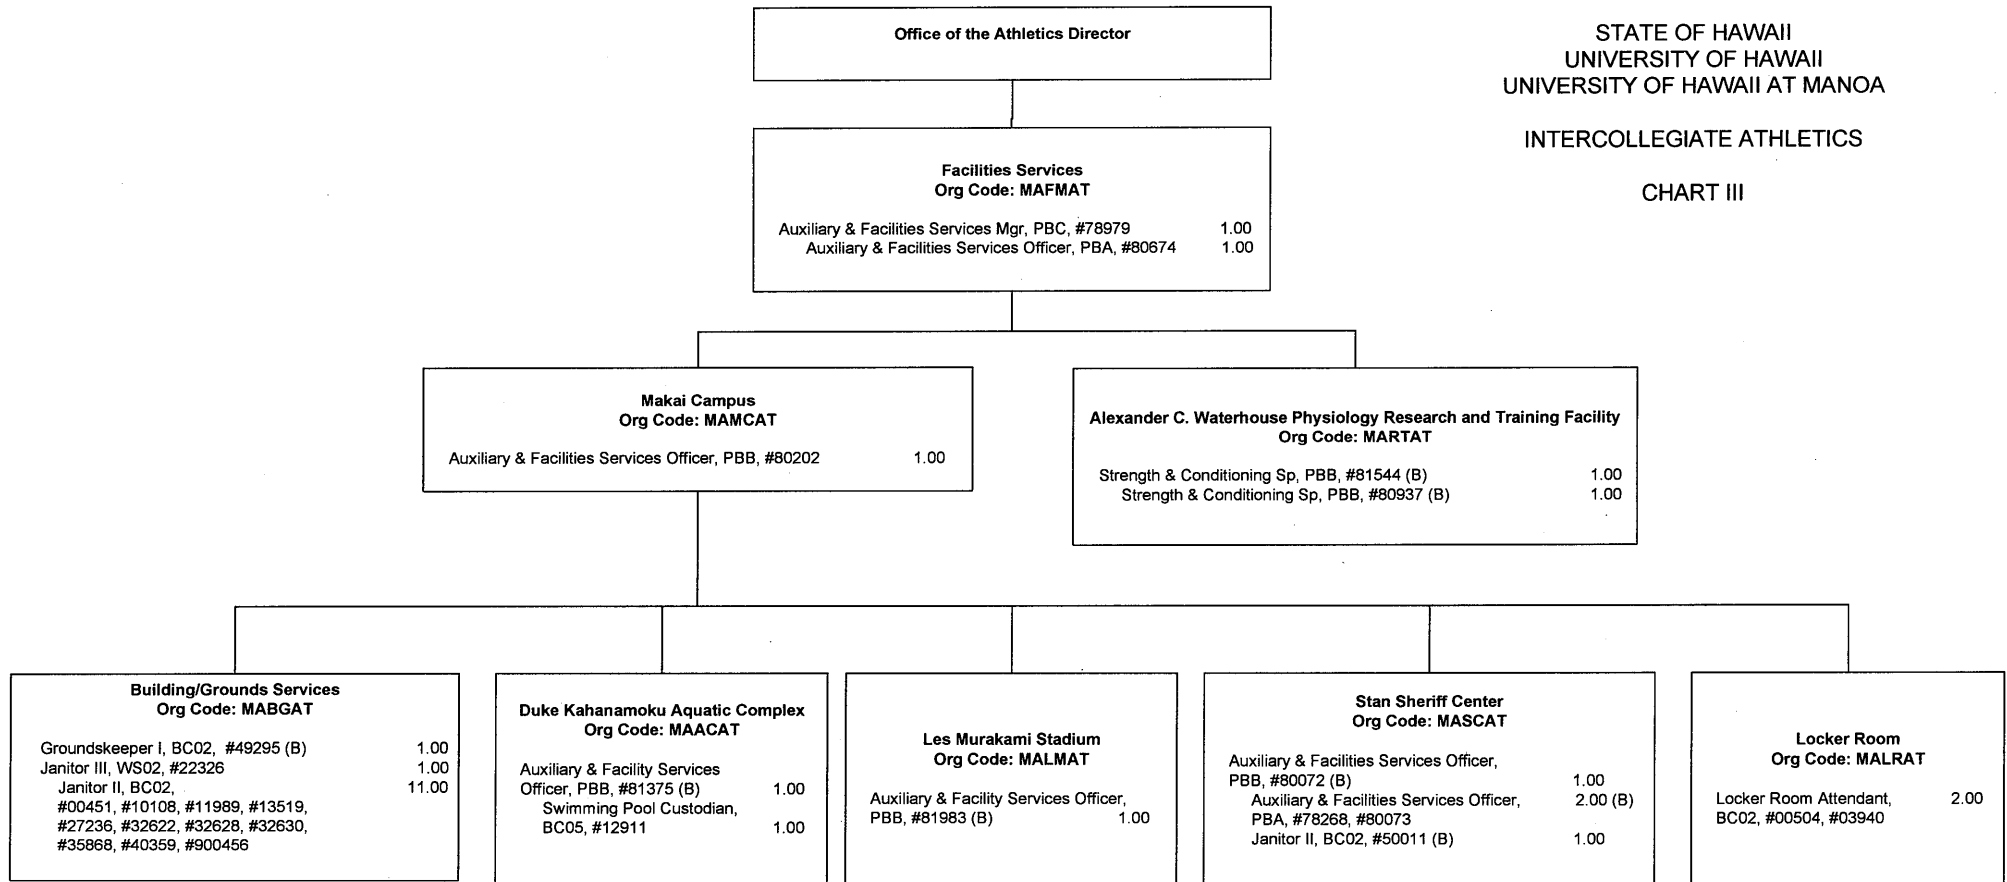 Office of the Athletics Director
STATE OF HAWAII
UNIVERSITY OF HAWAII
UNIVERSITY OF HAWAII AT MANOA
INTERCOLLEGIATE ATHLETICS
CHART III
Facilities Services
Org Code: MAFMAT
Auxiliary & Facilities Services Mgr, PBC, #78979 1.00
Auxiliary & Facilities Services Officer, PBA, #80674 1.00
Makai Campus
Org Code: MAMCAT
Auxiliary & Facilities Services Officer, PBB, #80202 1.00
Alexander C. Waterhouse Physiology Research and Training Facility
Org Code: MARTAT
Strength & Conditioning Sp, PBB, #81544 (B) 1.00
Strength & Conditioning Sp, PBB, #80937 (B) 1.00
Building/Grounds Services
Org Code: MABGAT
Groundskeeper I, BC02, #49295 (B) 1.00
Janitor III, WS02, #22326 1.00
Janitor II, BC02, 11.00
#00451, #10108, #11989, #13519,
#27236, #32622, #32628, #32630,
#35868, #40359, #900456
Duke Kahanamoku Aquatic Complex
Org Code: MAACAT
Auxiliary & Facility Services
Officer, PBB, #81375 (B) 1.00
Swimming Pool Custodian,
BC05, #12911 1.00
Les Murakami Stadium
Org Code: MALMAT
Auxiliary & Facility Services Officer,
PBB, #81983 (B) 1.00
Stan Sheriff Center
Org Code: MASCAT
Auxiliary & Facilities Services Officer,
PBB, #80072 (B) 1.00
Auxiliary & Facilities Services Officer, 2.00 (B)
PBA, #78268, #80073
Janitor II, BC02, #50011 (B) 1.00
Locker Room
Org Code: MALRAT
Locker Room Attendant, 2.00
BC02, #00504, #03940